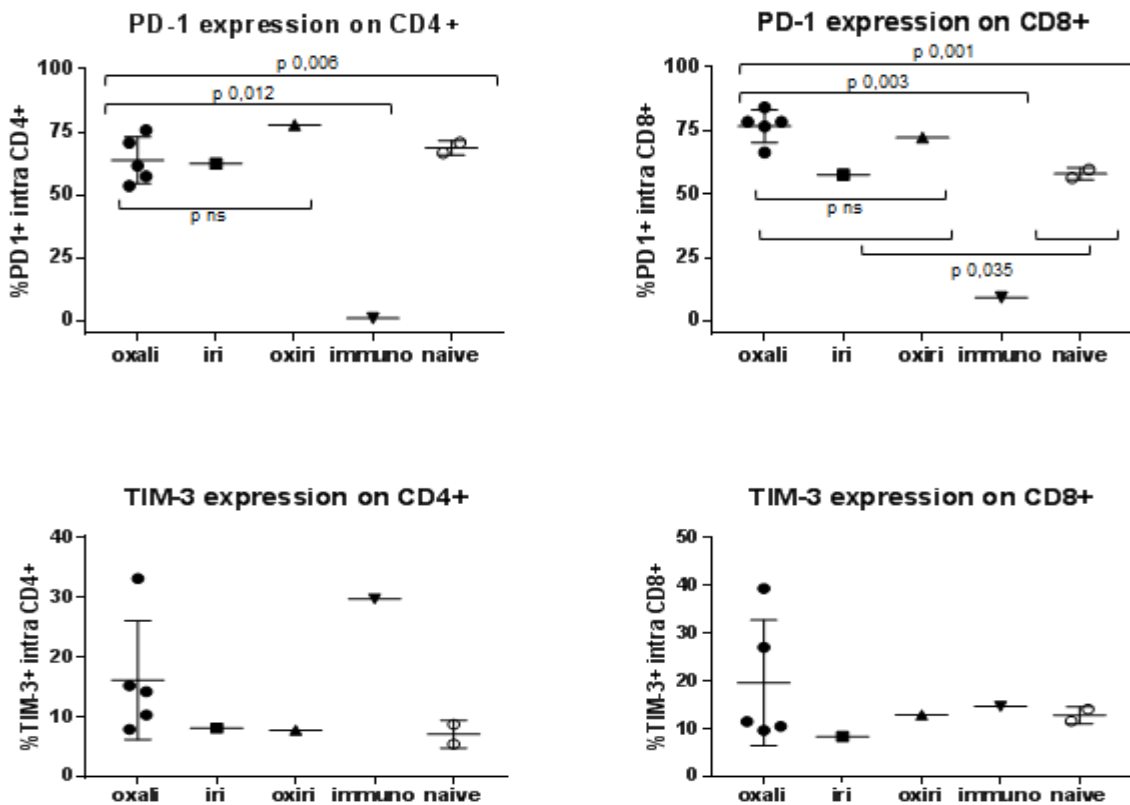 PD-1 expression on CD4+
p 0,006
p 0,012
p ns
100
75
50
25
0
%PD1+ intra CD4+
oxali iri oxiri immuno naive
PD-1 expression on CD8+
p 0,001
p 0,003
p ns
p 0,035
100
75
50
25
0
%PD1+ intra CD8+
oxali iri oxiri immuno naive
TIM-3 expression on CD4+
40
30
20
10
0
%TIM-3+ intra CD4+
oxali iri oxiri immuno naive
TIM-3 expression on CD8+
50
40
30
20
10
0
%TIM-3+ intra CD8+
oxali iri oxiri immuno naive